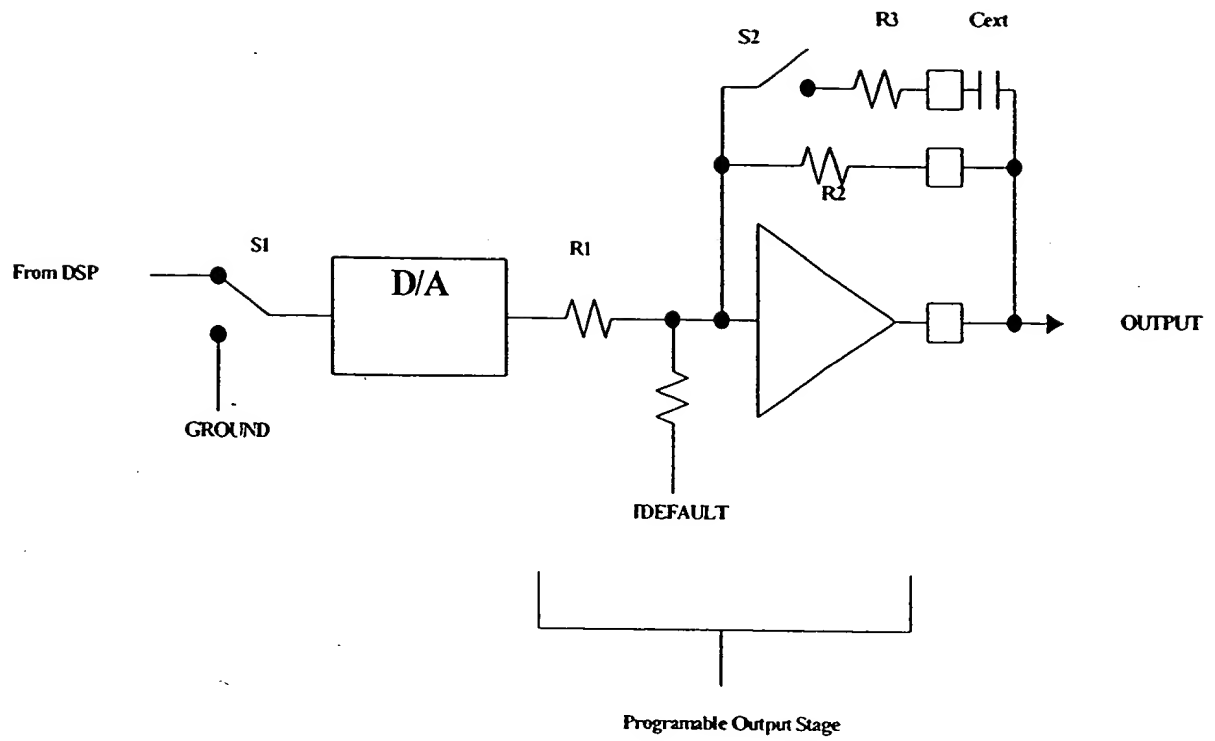 R3
Cext
S2
R2
S1
R1
From DSP
D/A
OUTPUT
GROUND
IDEFAULT
Programable Output Stage